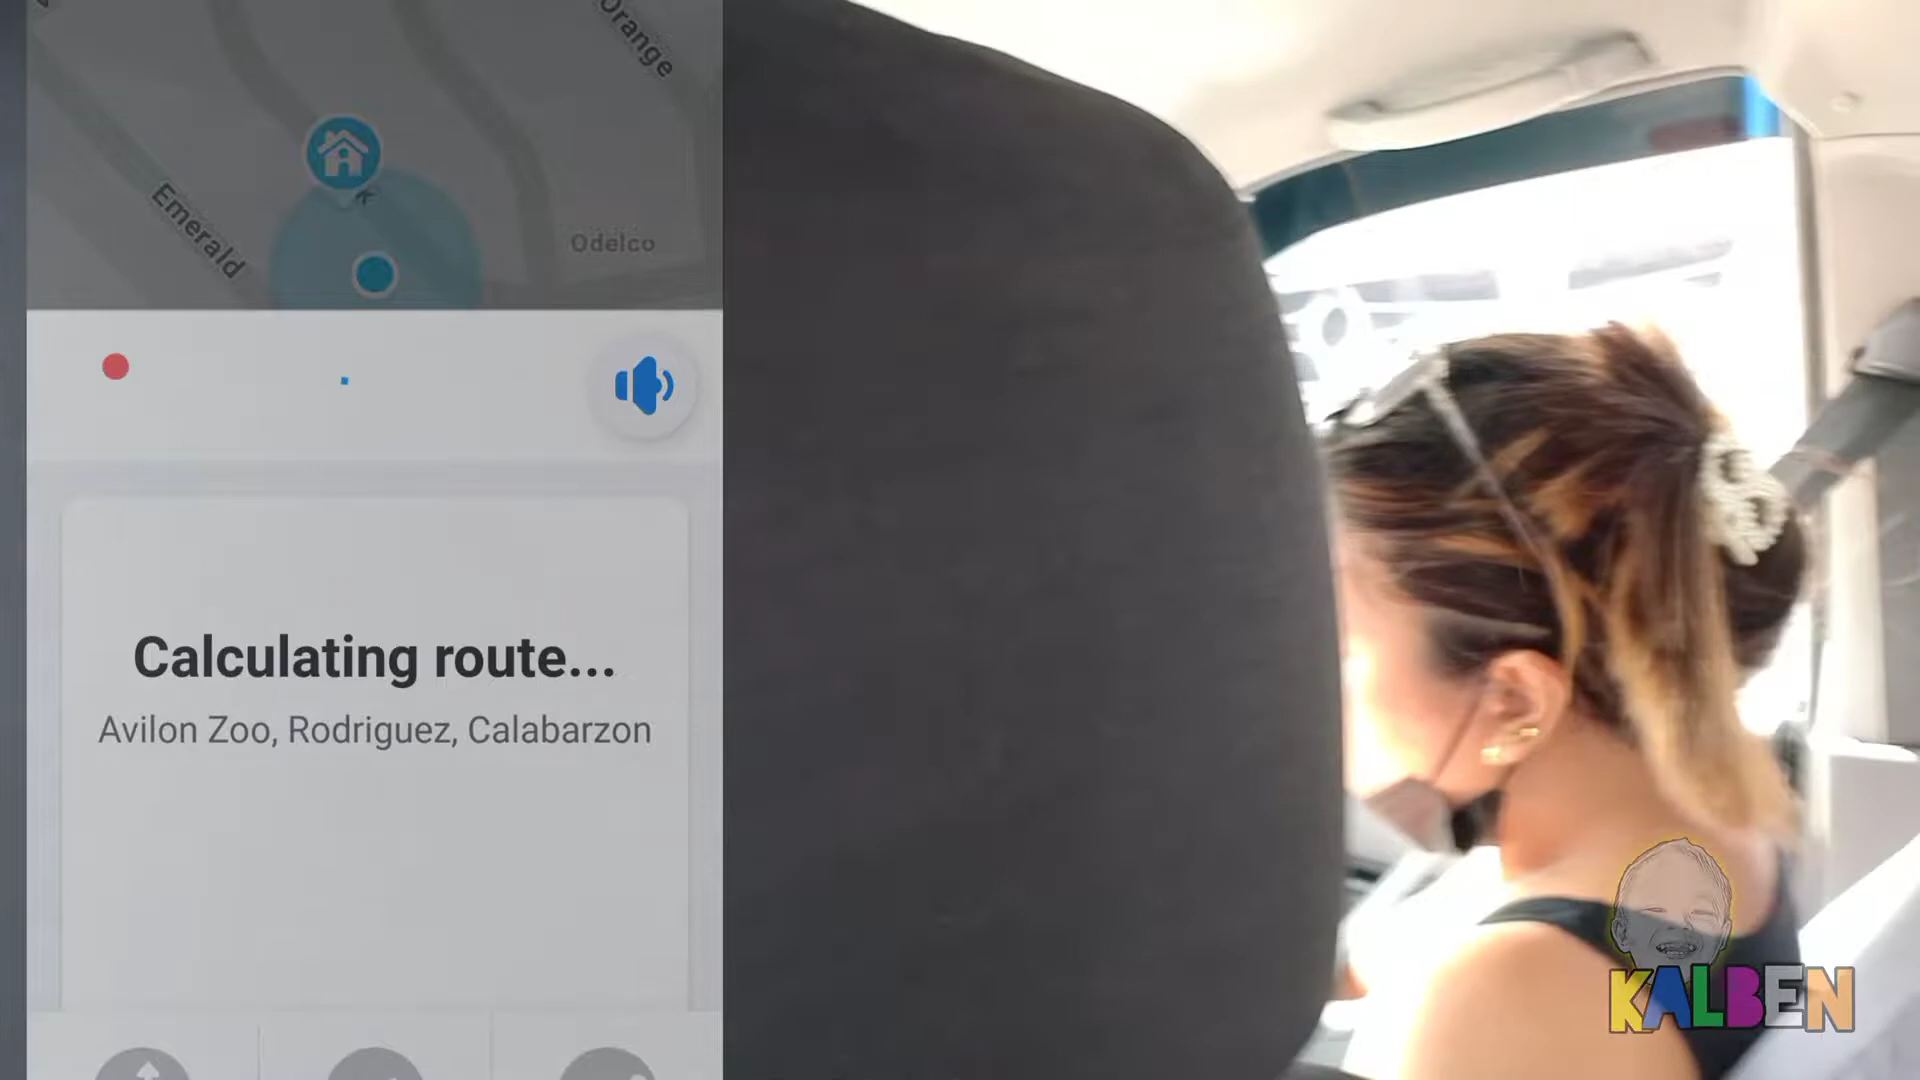 Orange
Emerald
Odelco
Calculating route...
Avilon Zoo, Rodriguez, Calabarzon
KALBEN